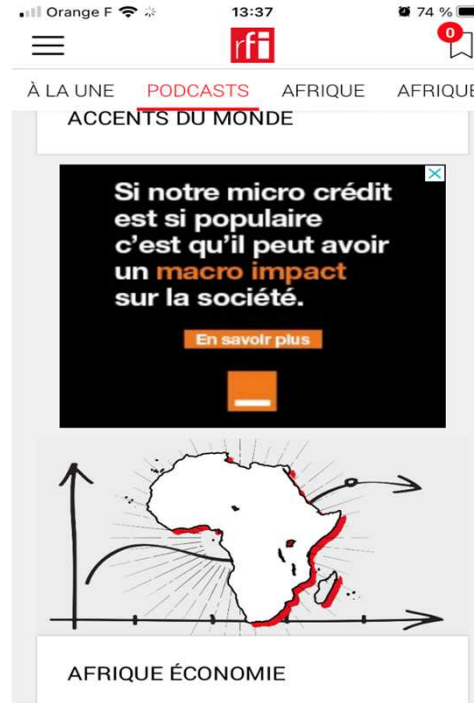 Orange F 13:37 74 %
rfi 0
À LA UNE PODCASTS AFRIQUE AFRIQUE
ACCENTS DU MONDE
Si notre micro crédit
est si populaire
c'est qu'il peut avoir
un macro impact
sur la société.
En savoir plus
AFRIQUE ÉCONOMIE